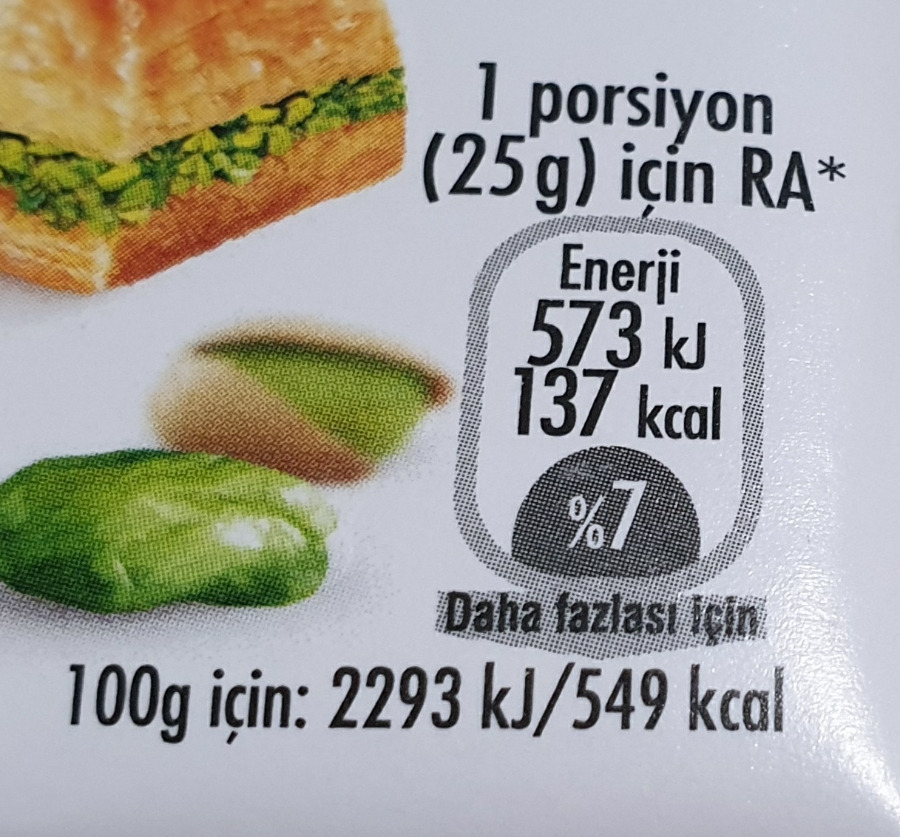 1 porsiyon
(25g) için RA*
Enerji
573 kJ
137 kcal
%7
Daha fazlası için
100g için: 2293 kJ/549 kcal